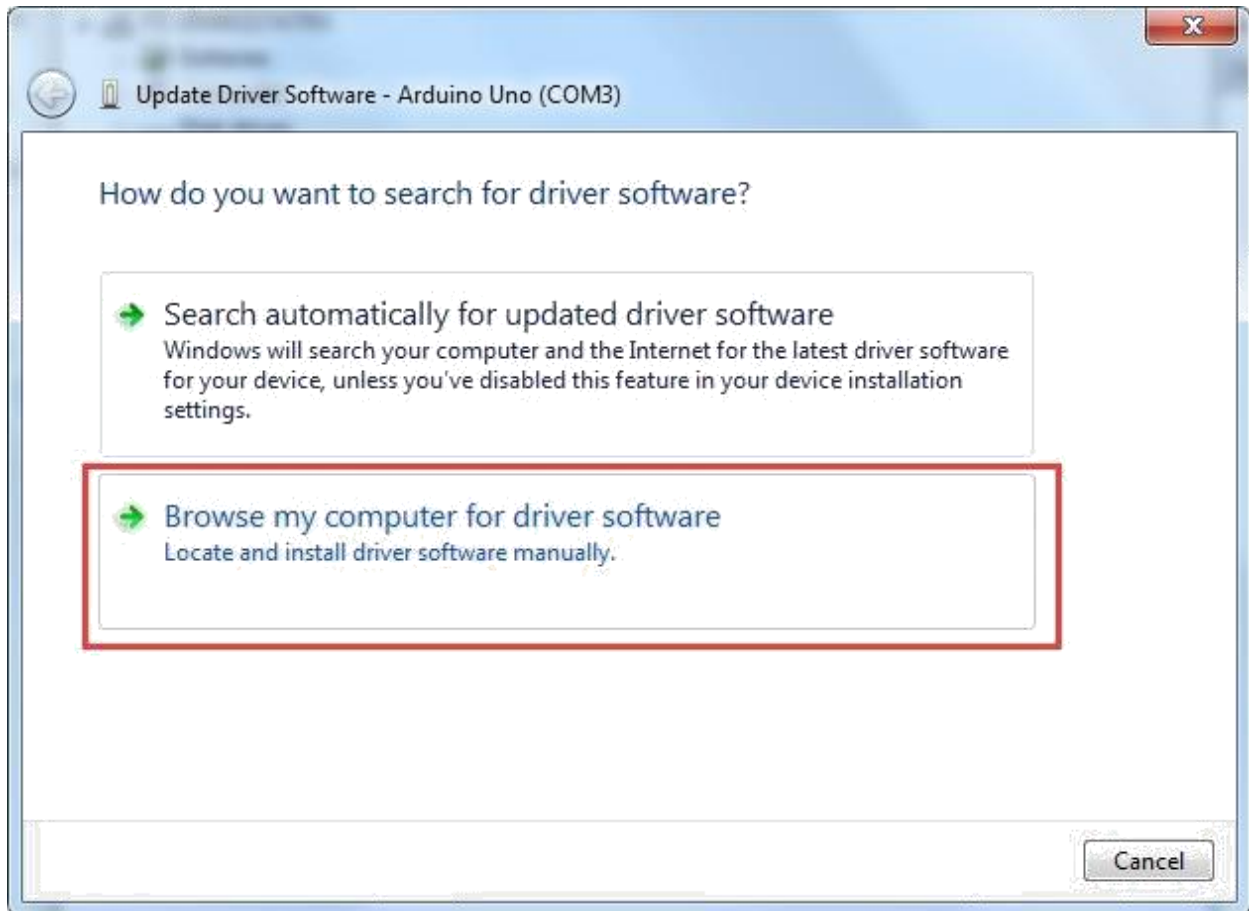 Update Driver Software - Arduino Uno (COM3)
How do you want to search for driver software?
Search automatically for updated driver software
Windows will search your computer and the Internet for the latest driver software
for your device, unless you've disabled this feature in your device installation
settings.
Browse my computer for driver software
Locate and install driver software manually.
Cancel